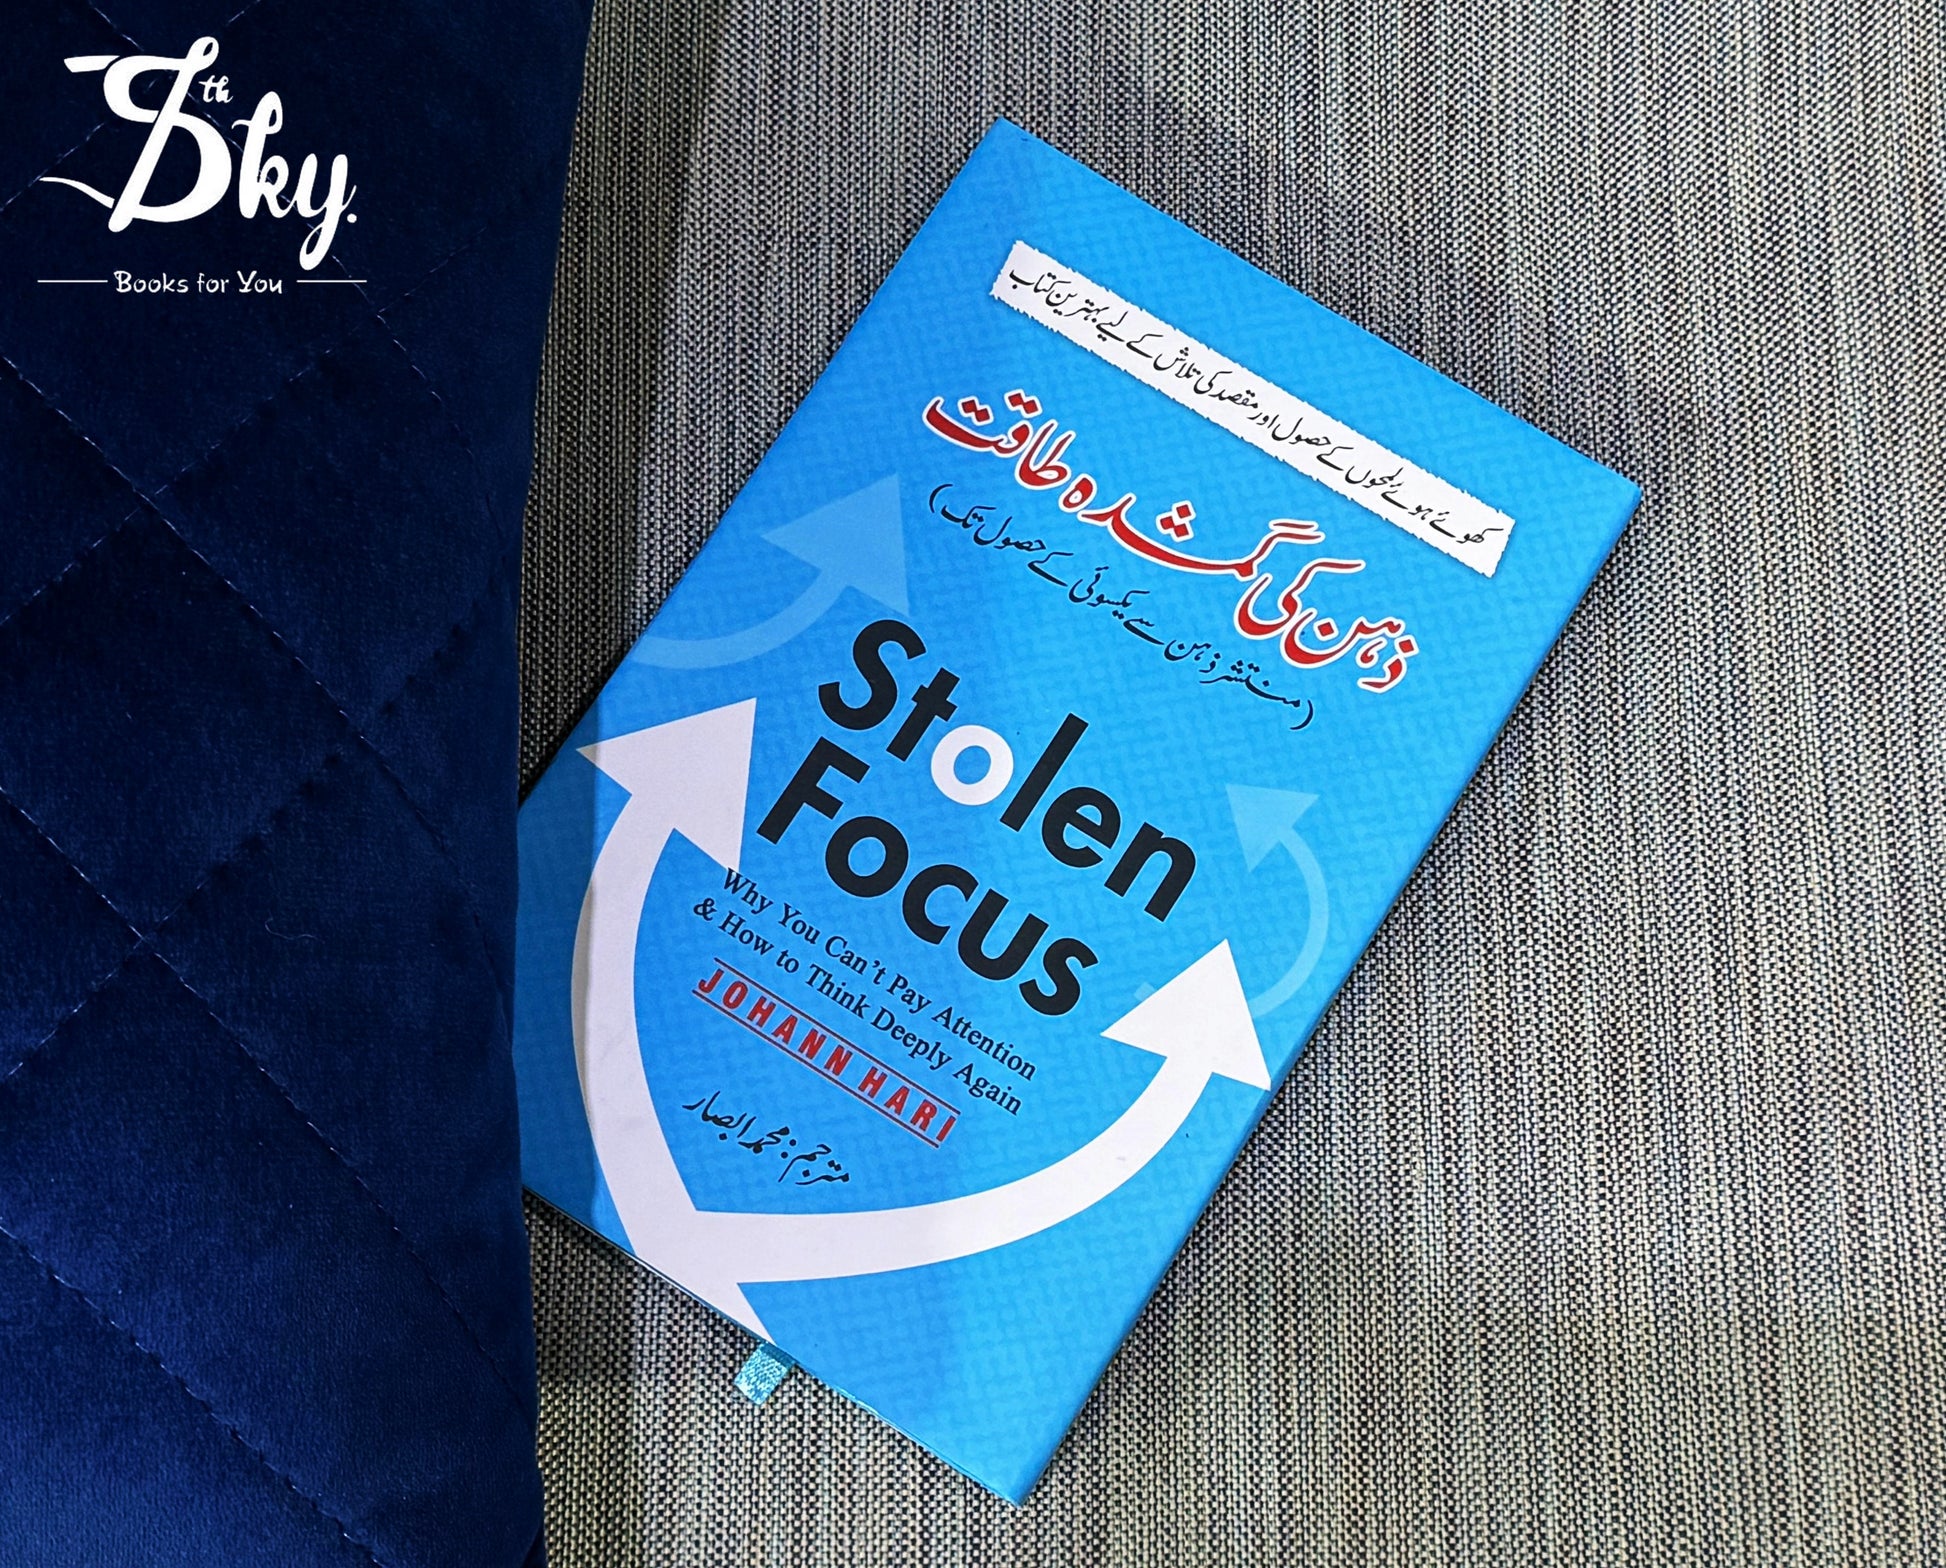 8th Sky.
Books for You
کھوئے ہوئے لمحوں کے حصول اور مقصد کی تلاش کے لیے بہترین کتاب
ذہن کی گمشدہ طاقت
(منتشر ذہن سے یکسوئی کے حصول تک)
Stolen
Focus
Why You Can't Pay Attention
& How to Think Deeply Again
JOHANN HARI
مترجم: محمد ابصار